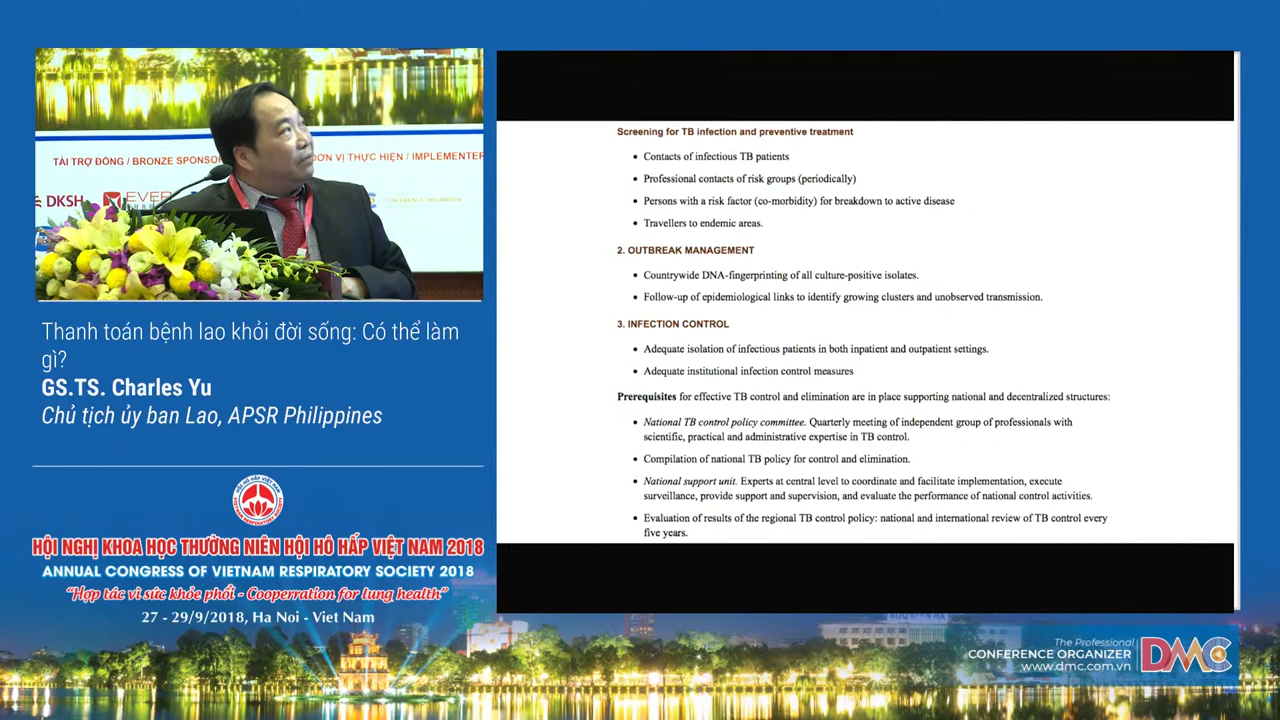 TÀI TRỢ ĐỒNG / BRONZE SPONSOR
ĐƠN VỊ THỰC HIỆN / IMPLEMENTER
DKSH
EVER
CONFERENCE ORGANIZER
Thanh toán bệnh lao khỏi đời sống: Có thể làm
gì?
GS.TS. Charles Yu
Chủ tịch ủy ban Lao, APSR Philippines
HỘI HÔ HẤP VIỆT NAM
VIETNAM RESPIRATORY SOCIETY
HỘI NGHỊ KHOA HỌC THƯỜNG NIÊN HỘI HÔ HẤP VIỆT NAM 2018
ANNUAL CONGRESS OF VIETNAM RESPIRATORY SOCIETY 2018
“Hợp tác vì sức khỏe phổi - Cooperration for lung health”
27 - 29/9/2018, Ha Noi - Viet Nam
Screening for TB infection and preventive treatment
• Contacts of infectious TB patients
• Professional contacts of risk groups (periodically)
• Persons with a risk factor (co-morbidity) for breakdown to active disease
• Travellers to endemic areas.
2. OUTBREAK MANAGEMENT
• Countrywide DNA-fingerprinting of all culture-positive isolates.
• Follow-up of epidemiological links to identify growing clusters and unobserved transmission.
3. INFECTION CONTROL
• Adequate isolation of infectious patients in both inpatient and outpatient settings.
• Adequate institutional infection control measures
Prerequisites for effective TB control and elimination are in place supporting national and decentralized structures:
• National TB control policy committee. Quarterly meeting of independent group of professionals with
scientific, practical and administrative expertise in TB control.
• Compilation of national TB policy for control and elimination.
• National support unit. Experts at central level to coordinate and facilitate implementation, execute
surveillance, provide support and supervision, and evaluate the performance of national control activities.
• Evaluation of results of the regional TB control policy: national and international review of TB control every
five years.
The Professional
CONFERENCE ORGANIZER
www.dmc.com.vn
DMC